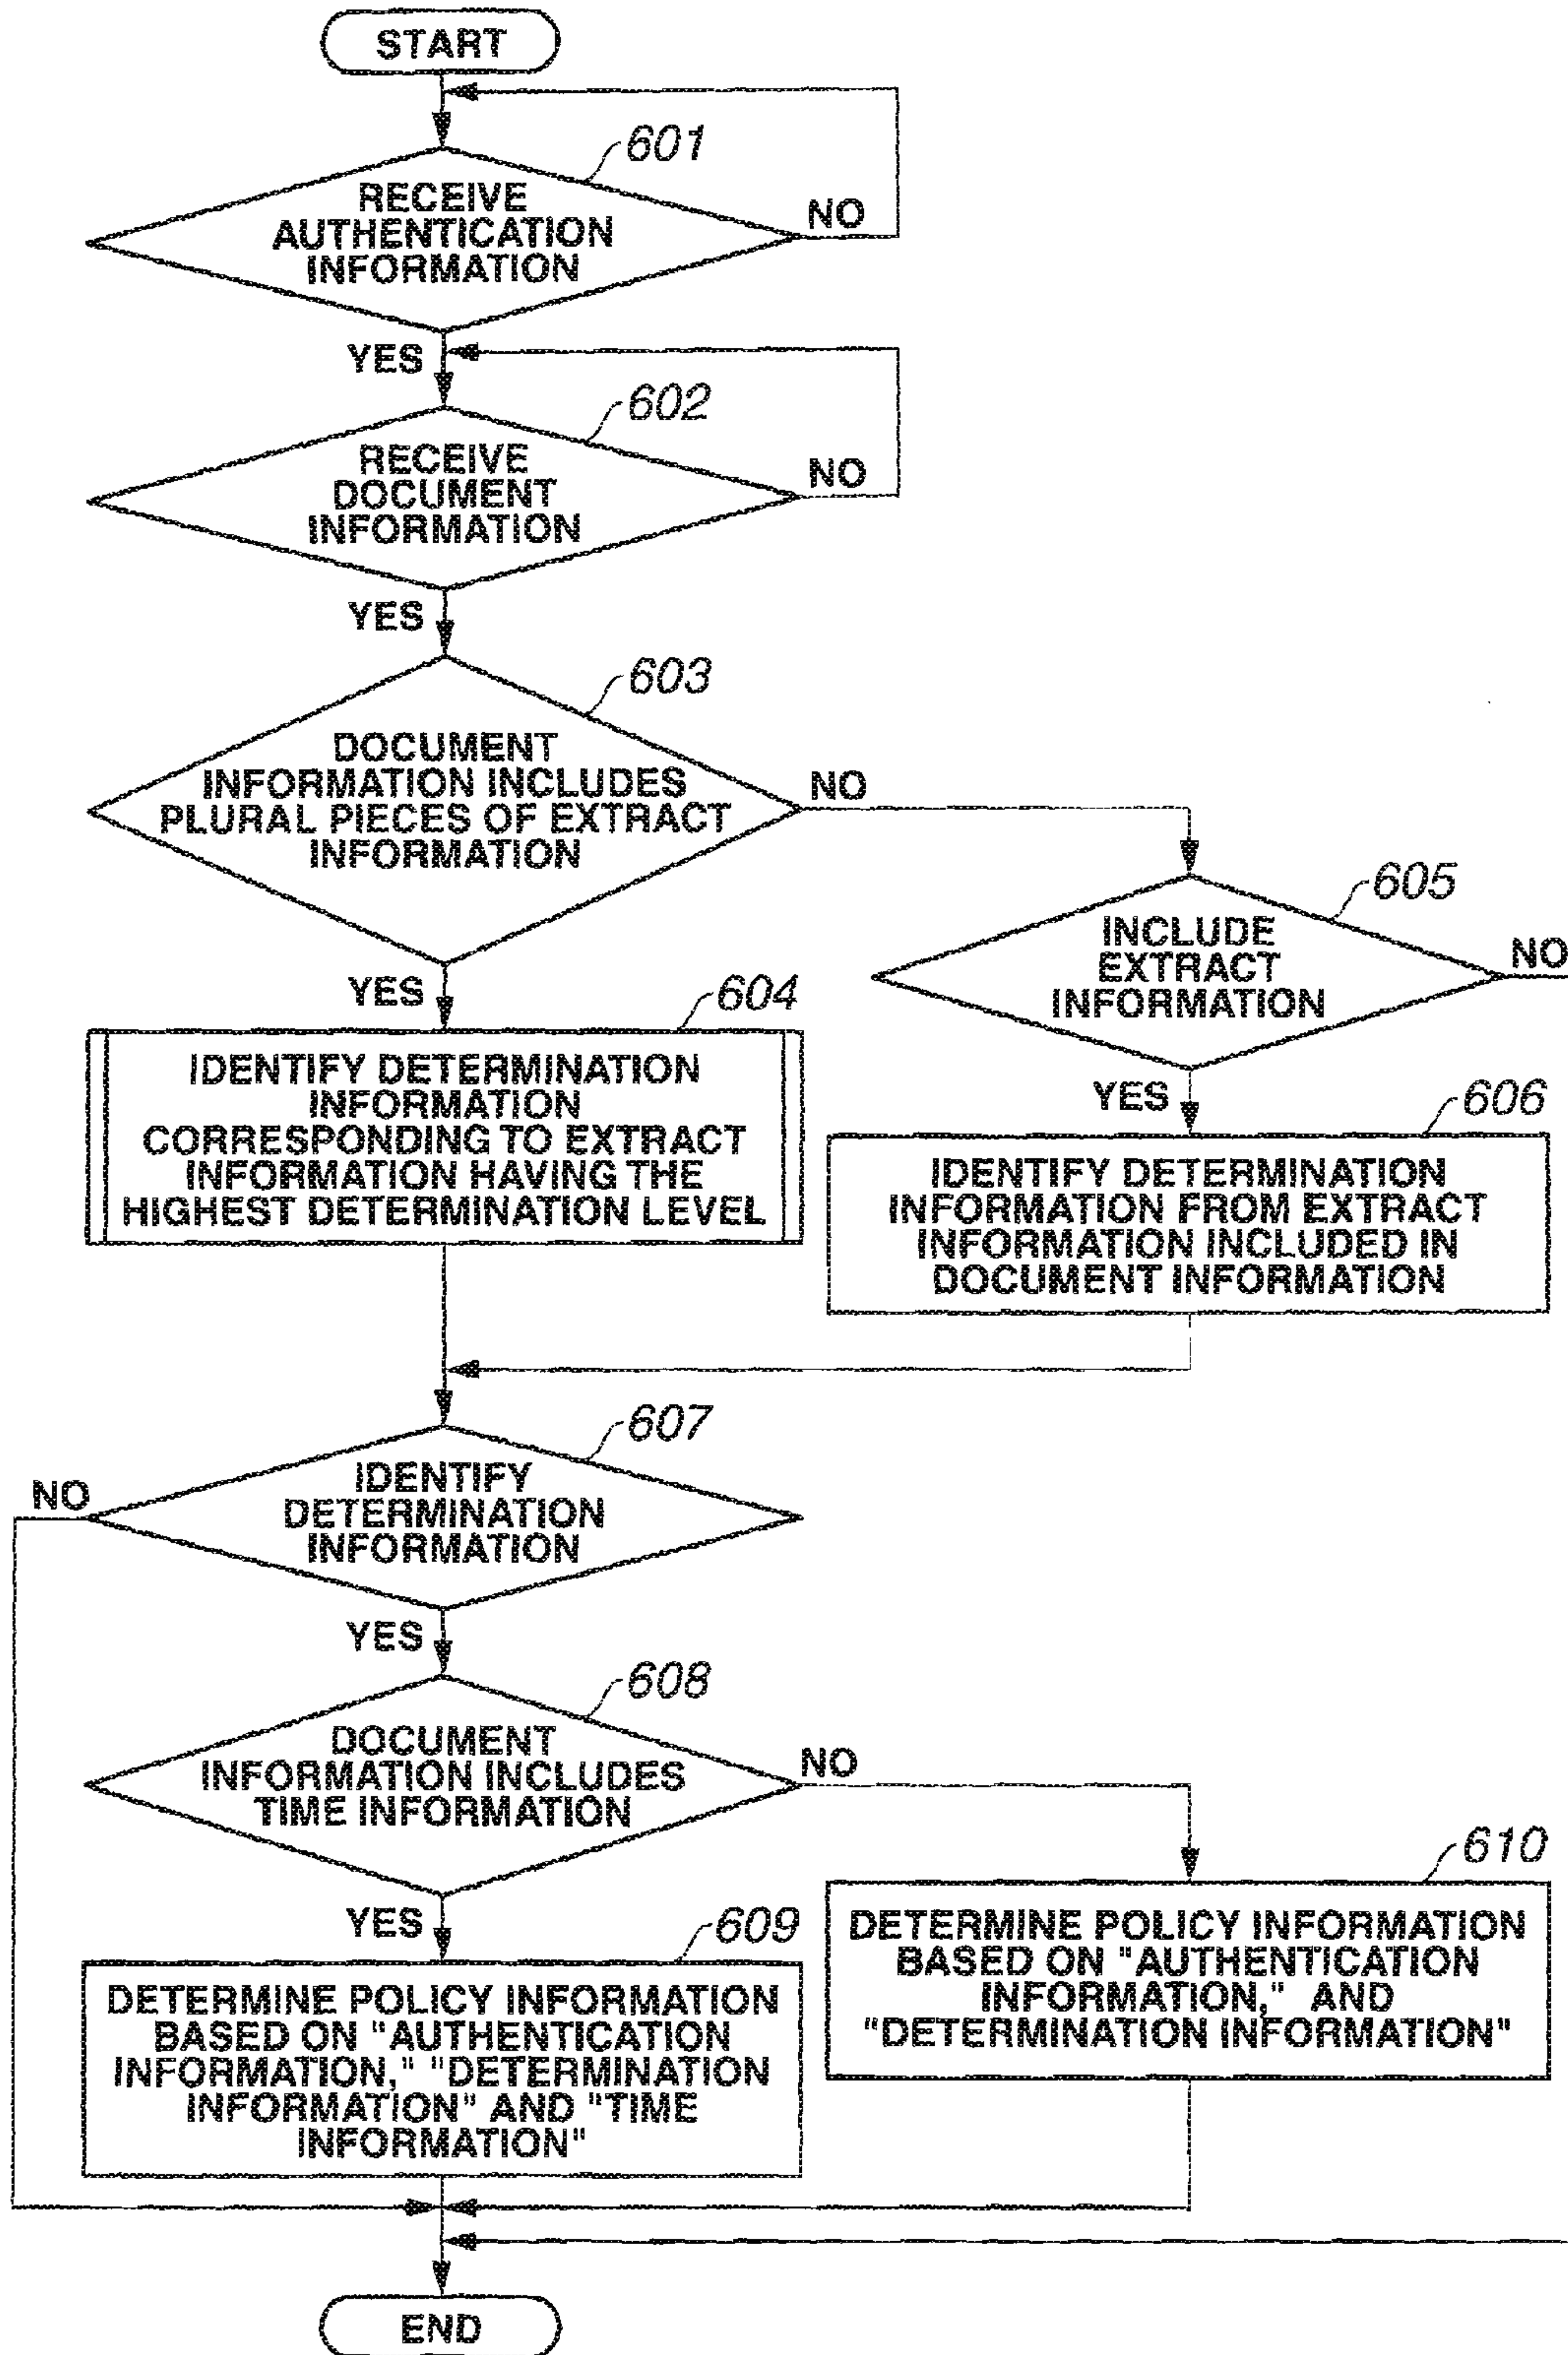 START
601
RECEIVE
AUTHENTICATION
INFORMATION
NO
YES
602
RECEIVE
DOCUMENT
INFORMATION
NO
YES
603
DOCUMENT
INFORMATION INCLUDES
PLURAL PIECES OF EXTRACT
INFORMATION
NO
605
INCLUDE
EXTRACT
INFORMATION
NO
YES
604
IDENTIFY DETERMINATION
INFORMATION
CORRESPONDING TO EXTRACT
INFORMATION HAVING THE
HIGHEST DETERMINATION LEVEL
YES
606
IDENTIFY DETERMINATION
INFORMATION FROM EXTRACT
INFORMATION INCLUDED IN
DOCUMENT INFORMATION
607
IDENTIFY
DETERMINATION
INFORMATION
NO
YES
608
DOCUMENT
INFORMATION INCLUDES
TIME INFORMATION
NO
610
DETERMINE POLICY INFORMATION
BASED ON "AUTHENTICATION
INFORMATION," AND
"DETERMINATION INFORMATION"
YES
609
DETERMINE POLICY INFORMATION
BASED ON "AUTHENTICATION
INFORMATION," "DETERMINATION
INFORMATION" AND "TIME
INFORMATION"
END